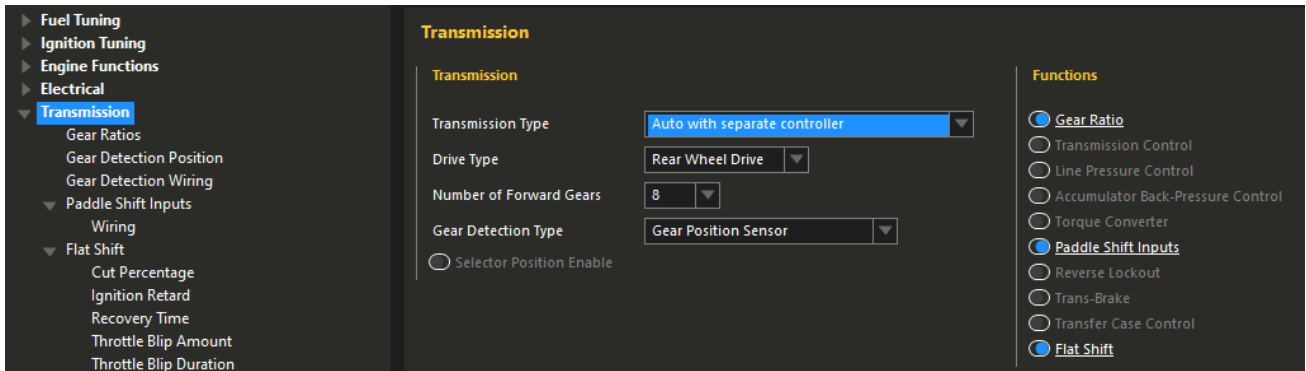 Fuel Tuning
Ignition Tuning
Engine Functions
Electrical
Transmission
Gear Ratios
Gear Detection Position
Gear Detection Wiring
Paddle Shift Inputs
Wiring
Flat Shift
Cut Percentage
Ignition Retard
Recovery Time
Throttle Blip Amount
Throttle Blip Duration
Transmission
Transmission
Transmission Type Auto with separate controller
Drive Type Rear Wheel Drive
Number of Forward Gears 8
Gear Detection Type Gear Position Sensor
Selector Position Enable
Functions
Gear Ratio
Transmission Control
Line Pressure Control
Accumulator Back-Pressure Control
Torque Converter
Paddle Shift Inputs
Reverse Lockout
Trans-Brake
Transfer Case Control
Flat Shift